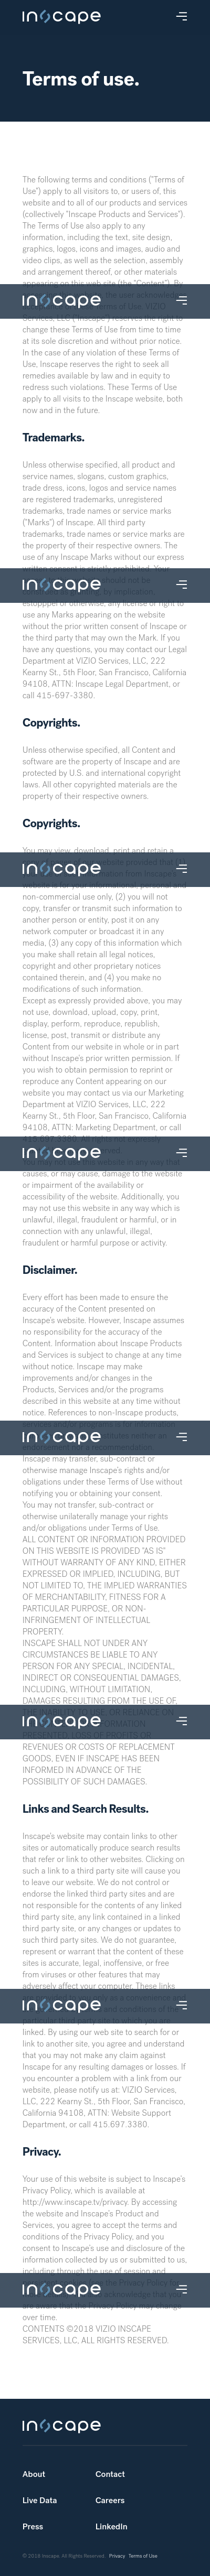 inscape
Terms of use.
The following terms and conditions ("Terms of
Use") apply to all visitors to, or users of, this
website and to all of our products and services
(collectively "Inscape Products and Services").
The Terms of Use also apply to any
information, including the text, site design,
graphics, logos, icons and images, audio and
video clips, as well as the selection, assembly
and arrangement thereof, or other materials
appearing on this web site (the "Content"). By
inscape
Services, LLC ("Inscape") reserves the right to
change these Terms of Use from time to time
at its sole discretion and without prior notice.
In the case of any violation of these Terms of
Use, Inscape reserves the right to seek all
remedies available by law and in equity to
redress such violations. These Terms of Use
apply to all visits to the Inscape website, both
now and in the future.
Trademarks.
Unless otherwise specified, all product and
service names, slogans, custom graphics,
trade dress, icons, logos and service names
are registered trademarks, unregistered
trademarks, trade names or service marks
("Marks") of Inscape. All third party
trademarks, trade names or service marks are
the property of their respective owners. The
use of any Inscape Marks without our express
written consent is strictly prohibited. Your
inscape
estopppel or otherwise, any license or right to
use any Marks appearing on the website
without the prior written consent of Inscape or
the third party that may own the Mark. If you
have any questions, you may contact our Legal
Department at VIZIO Services, LLC, 222
Kearny St., 5th Floor, San Francisco, California
94108, ATTN: Inscape Legal Department, or
call 415-697-3380.
Copyrights.
Unless otherwise specified, all Content and
software are the property of Inscape and are
protected by U.S. and international copyright
laws. All other copyrighted materials are the
property of their respective owners.
Copyrights.
You may view, download, print and retain a
inscape
website is for your informational, personal and
non-commercial use only, (2) you will not
copy, transfer or transmit such information to
another person or entity, post it on any
network computer or broadcast it in any
media, (3) any copy of this information which
you make shall retain all legal notices,
copyright and other proprietary notices
contained therein, and (4) you make no
modifications of such information.
Except as expressly provided above, you may
not use, download, upload, copy, print,
display, perform, reproduce, republish,
license, post, transmit or distribute any
Content from our website in whole or in part
without Inscape's prior written permission. If
you wish to obtain permission to reprint or
reproduce any Content appearing on our
website you may contact us via our Marketing
Department at VIZIO Services, LLC, 222
Kearny St., 5th Floor, San Francisco, California
94108, ATTN: Marketing Department, or call
inscape
causes, or may cause, damage to the website
or impairment of the availability or
accessibility of the website. Additionally, you
may not use this website in any way which is
unlawful, illegal, fraudulent or harmful, or in
connection with any unlawful, illegal,
fraudulent or harmful purpose or activity.
Disclaimer.
Every effort has been made to ensure the
accuracy of the Content presented on
Inscape's website. However, Inscape assumes
no responsibility for the accuracy of the
Content. Information about Inscape Products
and Services is subject to change at any time
without notice. Inscape may make
improvements and/or changes in the
Products, Services and/or the programs
described in this website at any time without
notice. References to non-Inscape products,
inscape
Inscape may transfer, sub-contract or
otherwise manage Inscape's rights and/or
obligations under these Terms of Use without
notifying you or obtaining your consent.
You may not transfer, sub-contract or
otherwise unilaterally manage your rights
and/or obligations under Terms of Use.
ALL CONTENT OR INFORMATION PROVIDED
ON THIS WEBSITE IS PROVIDED "AS IS"
WITHOUT WARRANTY OF ANY KIND, EITHER
EXPRESSED OR IMPLIED, INCLUDING, BUT
NOT LIMITED TO, THE IMPLIED WARRANTIES
OF MERCHANTABILITY, FITNESS FOR A
PARTICULAR PURPOSE, OR NON-
INFRINGEMENT OF INTELLECTUAL
PROPERTY.
INSCAPE SHALL NOT UNDER ANY
CIRCUMSTANCES BE LIABLE TO ANY
PERSON FOR ANY SPECIAL, INCIDENTAL,
INDIRECT OR CONSEQUENTIAL DAMAGES,
INCLUDING, WITHOUT LIMITATION,
DAMAGES RESULTING FROM THE USE OF,
inscape
REVENUES OR COSTS OF REPLACEMENT
GOODS, EVEN IF INSCAPE HAS BEEN
INFORMED IN ADVANCE OF THE
POSSIBILITY OF SUCH DAMAGES.
Links and Search Results.
Inscape's website may contain links to other
sites or automatically produce search results
that refer or link to other websites. Clicking on
such a link to a third party site will cause you
to leave our website. We do not control or
endorse the linked third party sites and are
not responsible for the contents of any linked
third party site, any link contained in a linked
third party site, or any changes or updates to
such third party sites. We do not guarantee,
represent or warrant that the content of these
sites is accurate, legal, inoffensive, or free
from viruses or other features that may
adversely affect your computer. These links
inscape
linked. By using our web site to search for or
link to another site, you agree and understand
that you may not make any claim against
Inscape for any resulting damages or losses. If
you encounter a problem with a link from our
website, please notify us at: VIZIO Services,
LLC, 222 Kearny St., 5th Floor, San Francisco,
California 94108, ATTN: Website Support
Department, or call 415.697.3380.
Privacy.
Your use of this website is subject to Inscape's
Privacy Policy, which is available at
http://www.inscape.tv/privacy. By accessing
the website and Inscape's Product and
Services, you agree to accept the terms and
conditions of the Privacy Policy, and you
consent to Inscape's use and disclosure of the
information collected by us or submitted to us,
including through the use of session and
inscape
over time.
CONTENTS ©2018 VIZIO INSCAPE
SERVICES, LLC, ALL RIGHTS RESERVED.
inscape
About
Contact
Live Data
Careers
Press
LinkedIn
© 2018 Inscape. All Rights Reserved. Privacy Terms of Use